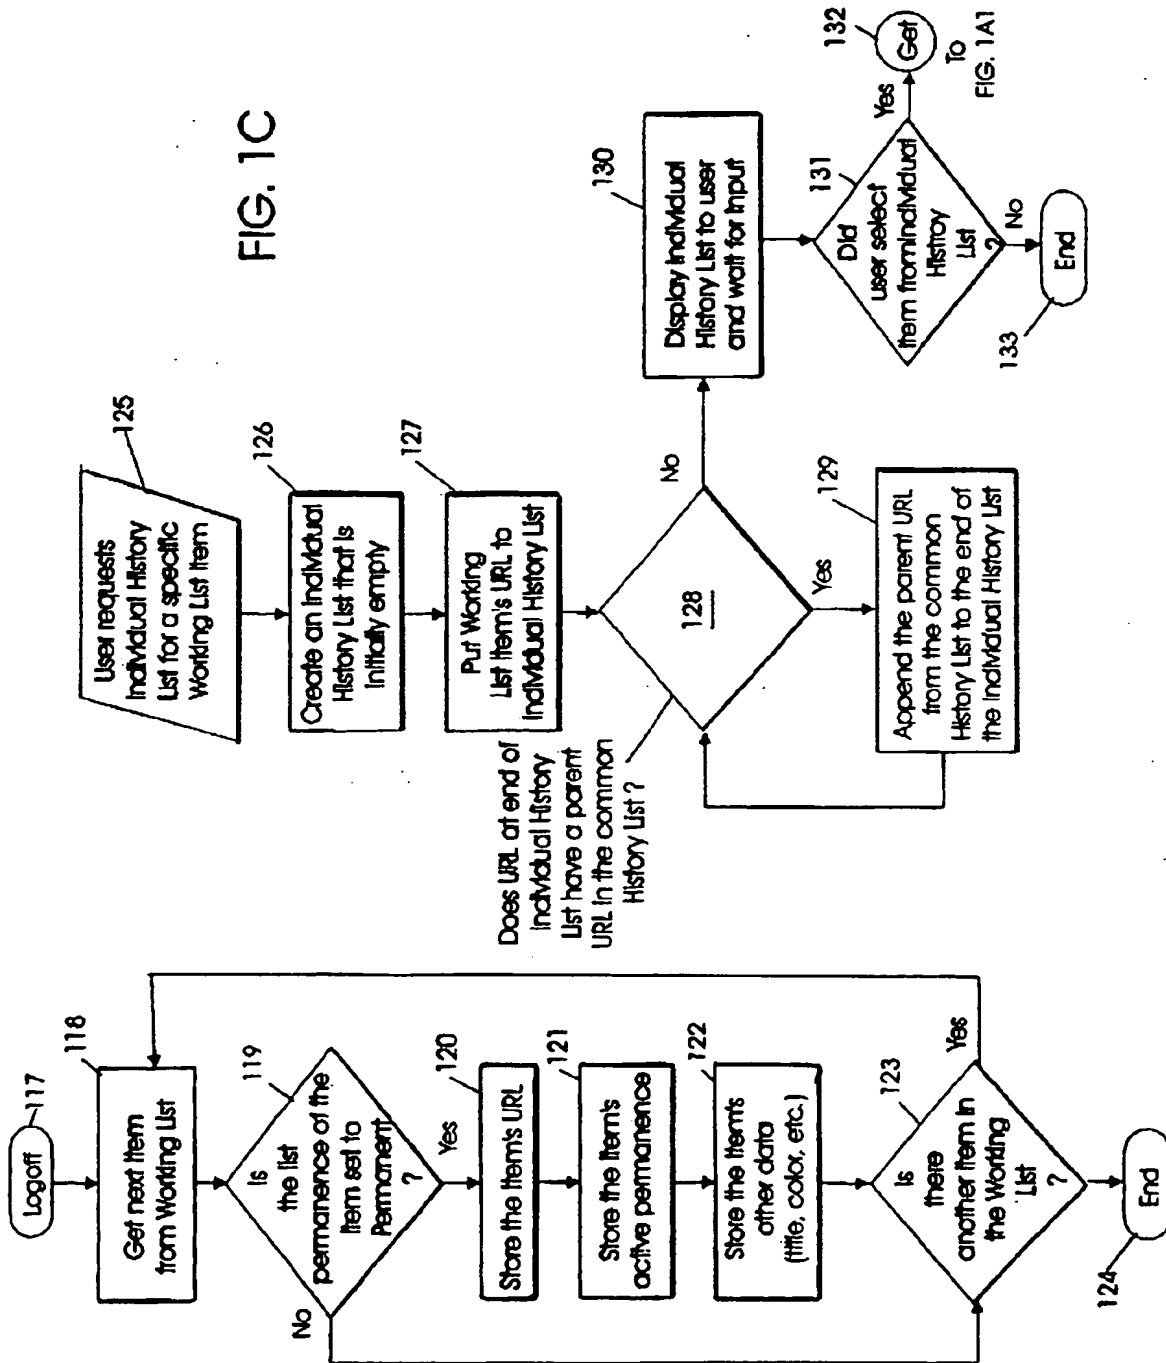 FIG. 1C
Logoff
117
Get next item
from Working List
118
Is
the list
permanence of the
item set to
Permanent
?
119
No
Yes
Store the item's URL
120
Store the item's
active permanence
121
Store the item's
other data
(title, color, etc.)
122
Is
there
another item in
the Working
List
?
123
Yes
End
124
User requests
Individual History
List for a specific
Working List item
125
Create an Individual
History List that is
initially empty
126
Put Working
List item's URL to
Individual History List
127
Does URL at end of
Individual History
List have a parent
URL in the common
History List ?
128
No
Yes
Append the parent URL
from the common
History List to the end of
the Individual History List
129
Display Individual
History List to user
and wait for input
130
Did
user select
item fromIndividual
Histroy
List
?
131
Yes
No
Get
132
To
FIG. 1A1
End
133